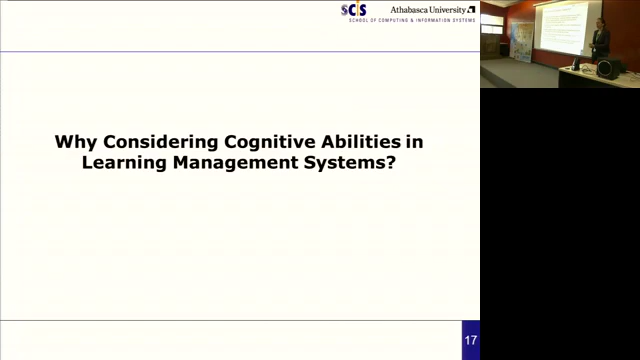 SCIS
Athabasca University
SCHOOL OF COMPUTING & INFORMATION SYSTEMS
Why Considering Cognitive Abilities in
Learning Management Systems?
17